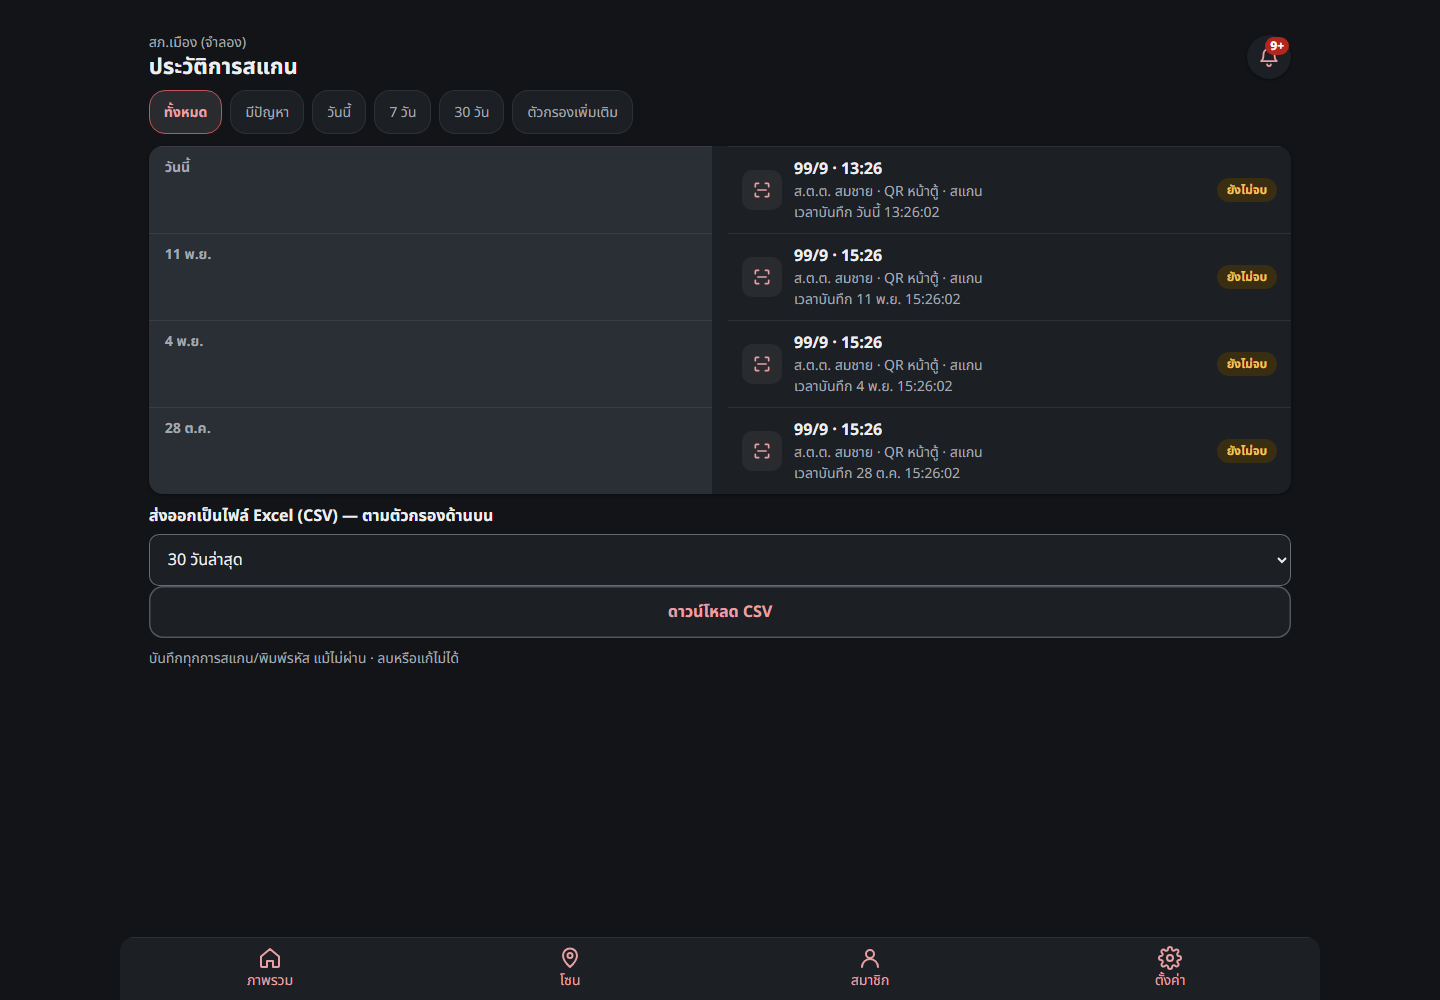 สภ.เมือง (จำลอง)
ประวัติการสแกน
9+
ทั้งหมด
มีปัญหา
วันนี้
7 วัน
30 วัน
ตัวกรองเพิ่มเติม
วันนี้
99/9 · 13:26
ส.ต.ต. สมชาย · QR หน้าตู้ · สแกน
เวลาบันทึก วันนี้ 13:26:02
ยังไม่จบ
11 พ.ย.
99/9 · 15:26
ส.ต.ต. สมชาย · QR หน้าตู้ · สแกน
เวลาบันทึก 11 พ.ย. 15:26:02
ยังไม่จบ
4 พ.ย.
99/9 · 15:26
ส.ต.ต. สมชาย · QR หน้าตู้ · สแกน
เวลาบันทึก 4 พ.ย. 15:26:02
ยังไม่จบ
28 ต.ค.
99/9 · 15:26
ส.ต.ต. สมชาย · QR หน้าตู้ · สแกน
เวลาบันทึก 28 ต.ค. 15:26:02
ยังไม่จบ
ส่งออกเป็นไฟล์ Excel (CSV) — ตามตัวกรองด้านบน
30 วันล่าสุด
ดาวน์โหลด CSV
บันทึกทุกการสแกน/พิมพ์รหัส แม้ไม่ผ่าน · ลบหรือแก้ไม่ได้
ภาพรวม
โซน
สมาชิก
ตั้งค่า